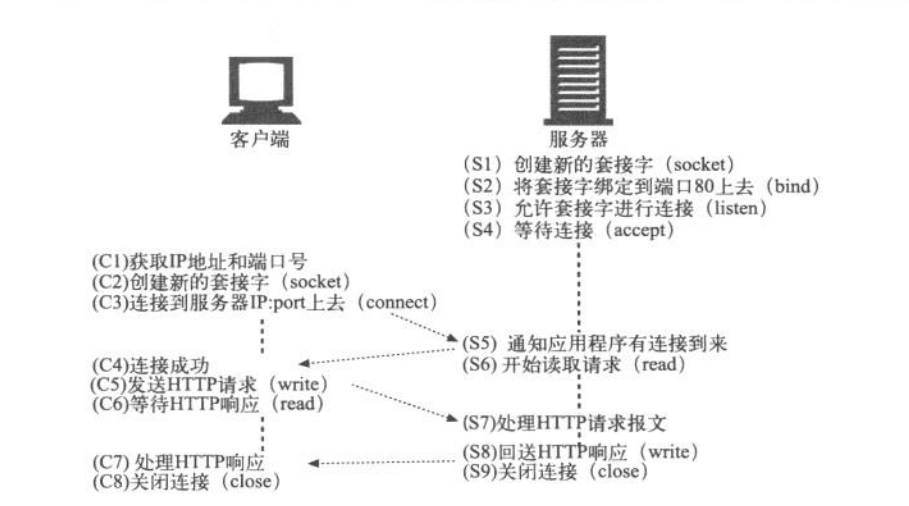 客户端
服务器
(S1) 创建新的套接字（socket）
(S2) 将套接字绑定到端口80上去（bind）
(S3) 允许套接字进行连接（listen）
(S4) 等待连接（accept）
(C1)获取IP地址和端口号
(C2)创建新的套接字（socket）
(C3)连接到服务器IP:port上去（connect）
(S5) 通知应用程序有连接到来
(S6) 开始读取请求（read）
(C4)连接成功
(C5)发送HTTP请求（write）
(C6)等待HTTP响应（read）
(S7)处理HTTP请求报文
(S8)回送HTTP响应（write）
(S9)关闭连接（close）
(C7) 处理HTTP响应
(C8)关闭连接（close）